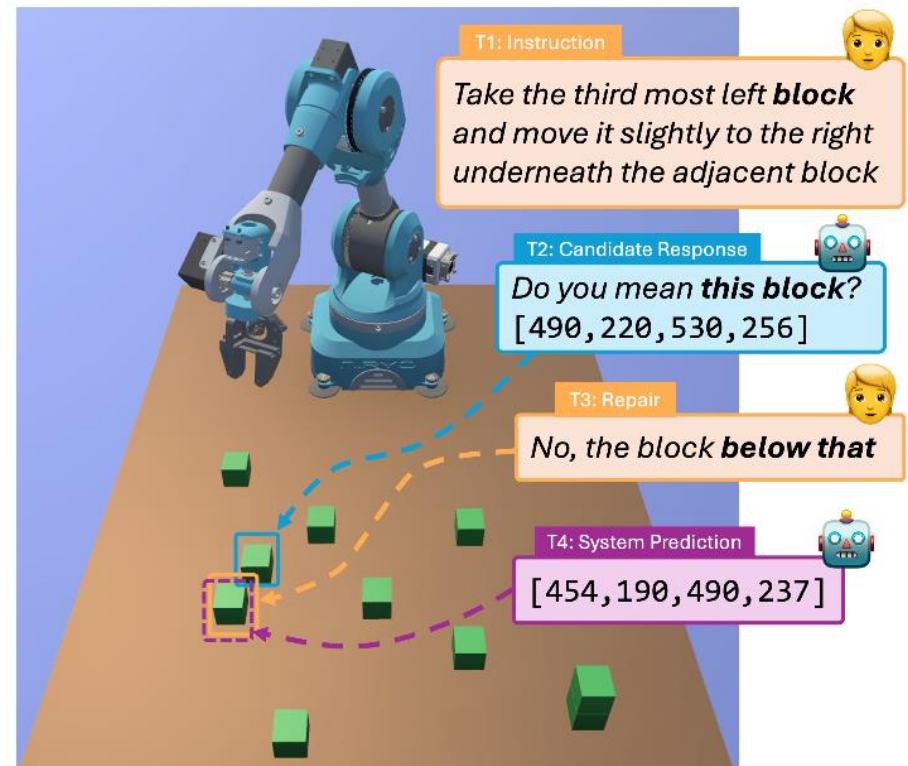 T1: Instruction
Take the third most left block
and move it slightly to the right
underneath the adjacent block
T2: Candidate Response
Do you mean this block?
[490,220,530,256]
T3: Repair
No, the block below that
T4: System Prediction
[454,190,490,237]